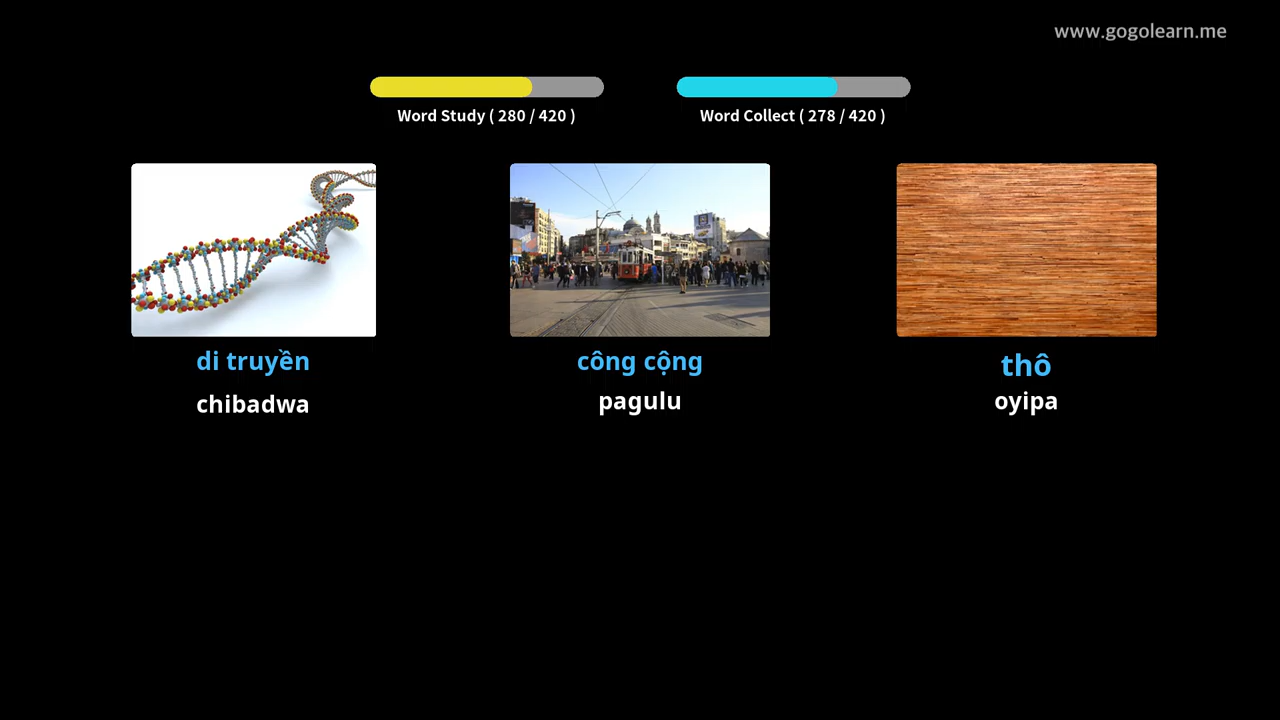 www.gogolearn.me
Word Study ( 280 / 420 )
Word Collect ( 278 / 420 )
di truyền
công cộng
thô
chibadwa
pagulu
oyipa